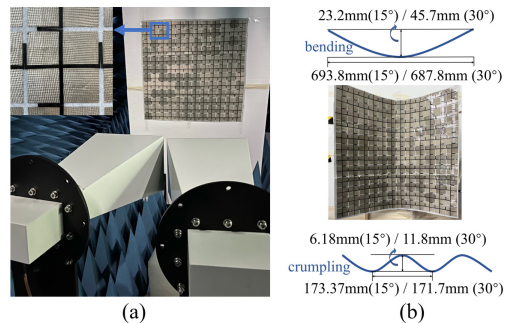 (a)
23.2mm(15°) / 45.7mm (30°)
bending
693.8mm(15°) / 687.8mm (30°)
6.18mm(15°) / 11.8mm (30°)
crumpling
173.37mm(15°) / 171.7mm (30°)
(b)